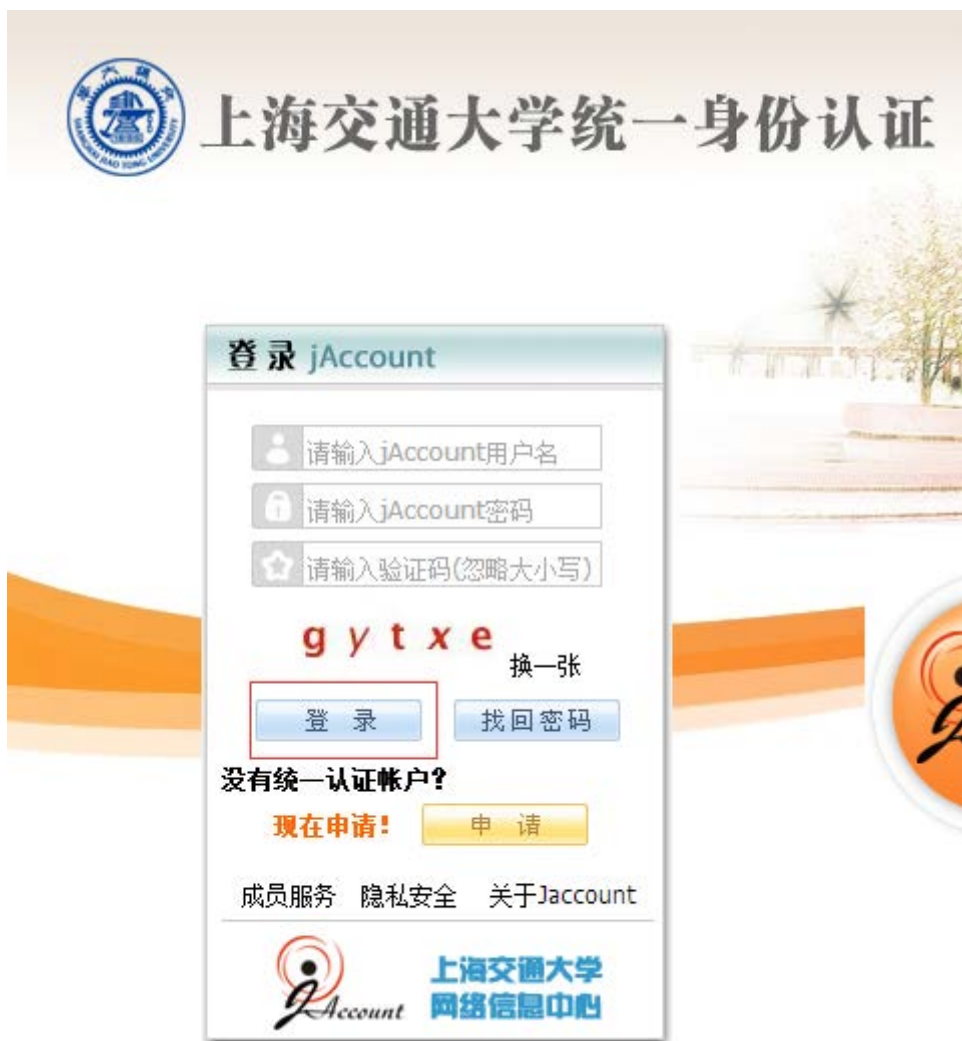 上海交通大学统一身份认证
登录 jAccount
请输入jAccount用户名
请输入jAccount密码
请输入验证码(忽略大小写)
gytxe
换一张
登 录 找回密码
没有统一认证帐户?
现在申请! 申 请
成员服务 隐私安全 关于Jaccount
jAccount
上海交通大学
网络信息中心